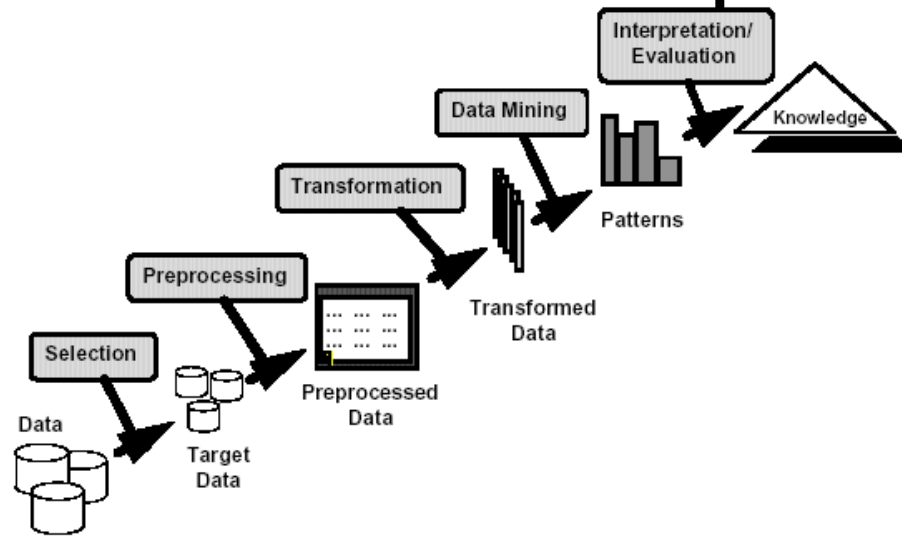 Interpretation/
Evaluation
Knowledge
Data Mining
Patterns
Transformation
Transformed
Data
Preprocessing
Preprocessed
Data
Selection
Target
Data
Data